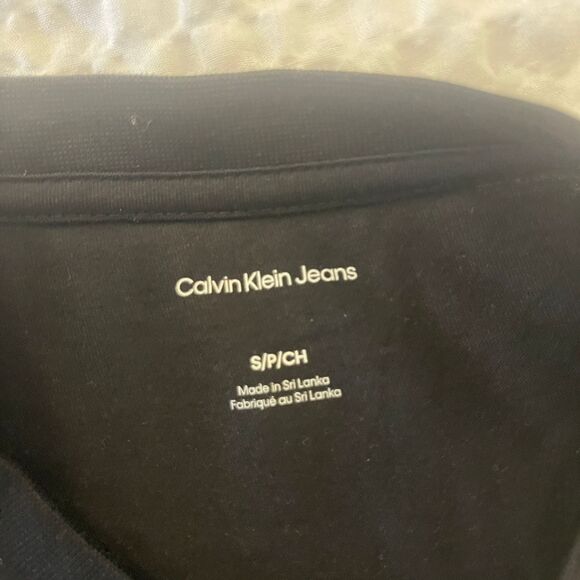 Calvin Klein Jeans
S/P/CH
Made In Sri Lanka
Fabriqué au Sri Lanka